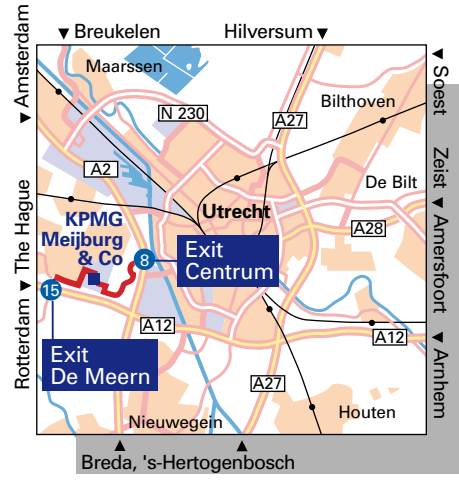 Breukelen
Hilversum
Amsterdam
Soest
Maarssen
Bilthoven
N 230
A27
Zeist
A2
De Bilt
The Hague
KPMG
Meijburg
& Co
Utrecht
A28
Amersfoort
8
Exit
Centrum
15
Rotterdam
A12
A12
Exit
De Meern
Arnhem
A27
Nieuwegein
Houten
Breda, 's-Hertogenbosch